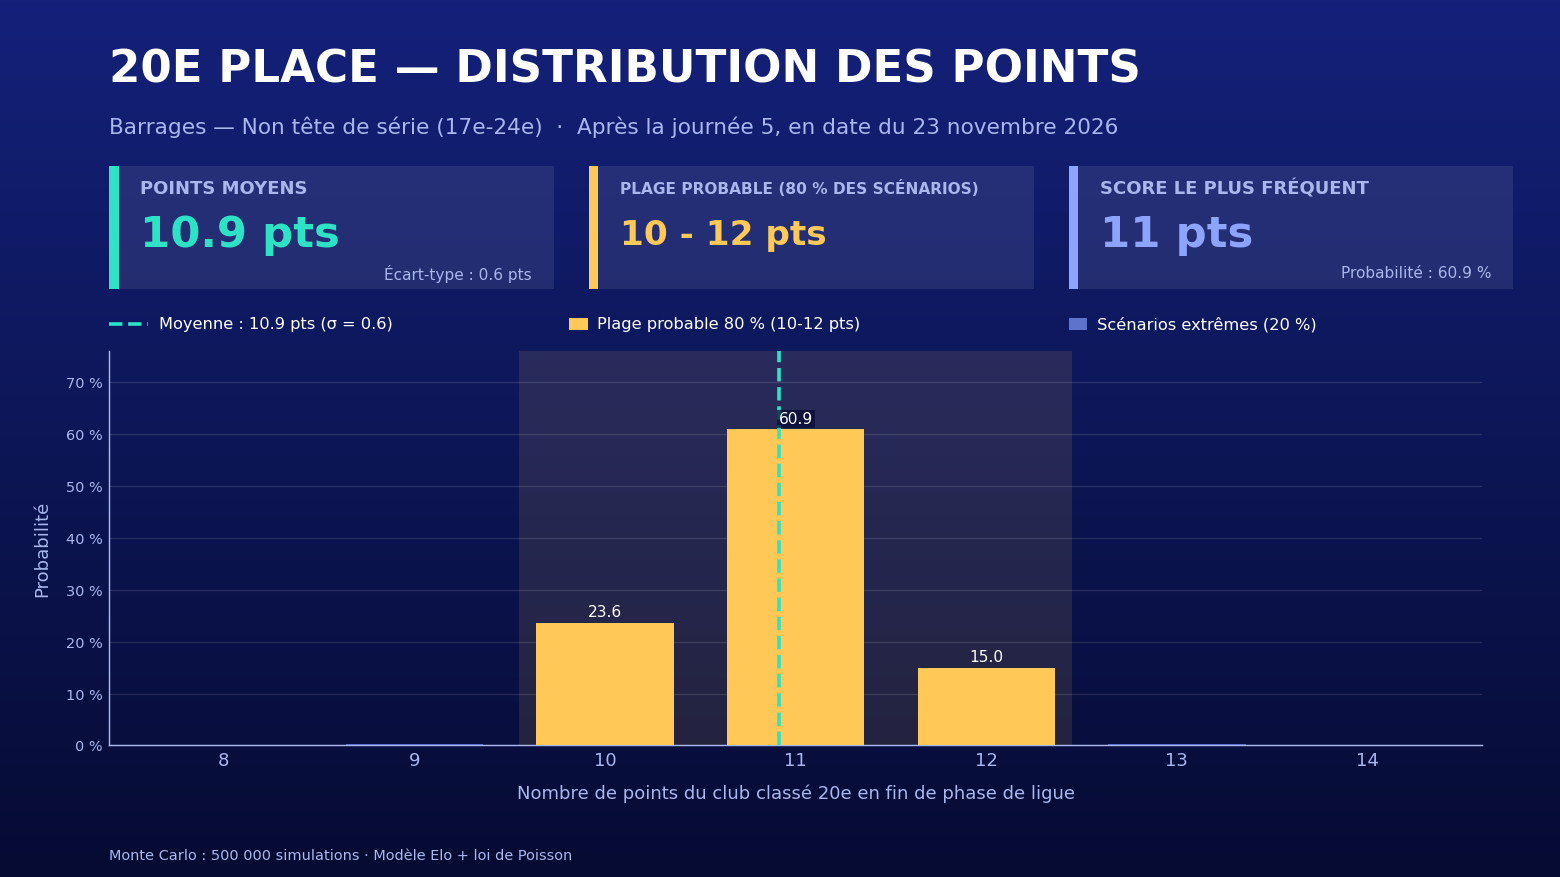 20E PLACE — DISTRIBUTION DES POINTS
Barrages — Non tête de série (17e-24e)  ·  Après la journée 5, en date du 23 novembre 2026
POINTS MOYENS
10.9 pts
Écart-type : 0.6 pts
PLAGE PROBABLE (80 % DES SCÉNARIOS)
10 - 12 pts
SCORE LE PLUS FRÉQUENT
11 pts
Probabilité : 60.9 %
Moyenne : 10.9 pts (σ = 0.6)
Plage probable 80 % (10-12 pts)
Scénarios extrêmes (20 %)
Probabilité
70 %
60 %
50 %
40 %
30 %
20 %
10 %
0 %
23.6
60.9
15.0
8
9
10
11
12
13
14
Nombre de points du club classé 20e en fin de phase de ligue
Monte Carlo : 500 000 simulations · Modèle Elo + loi de Poisson